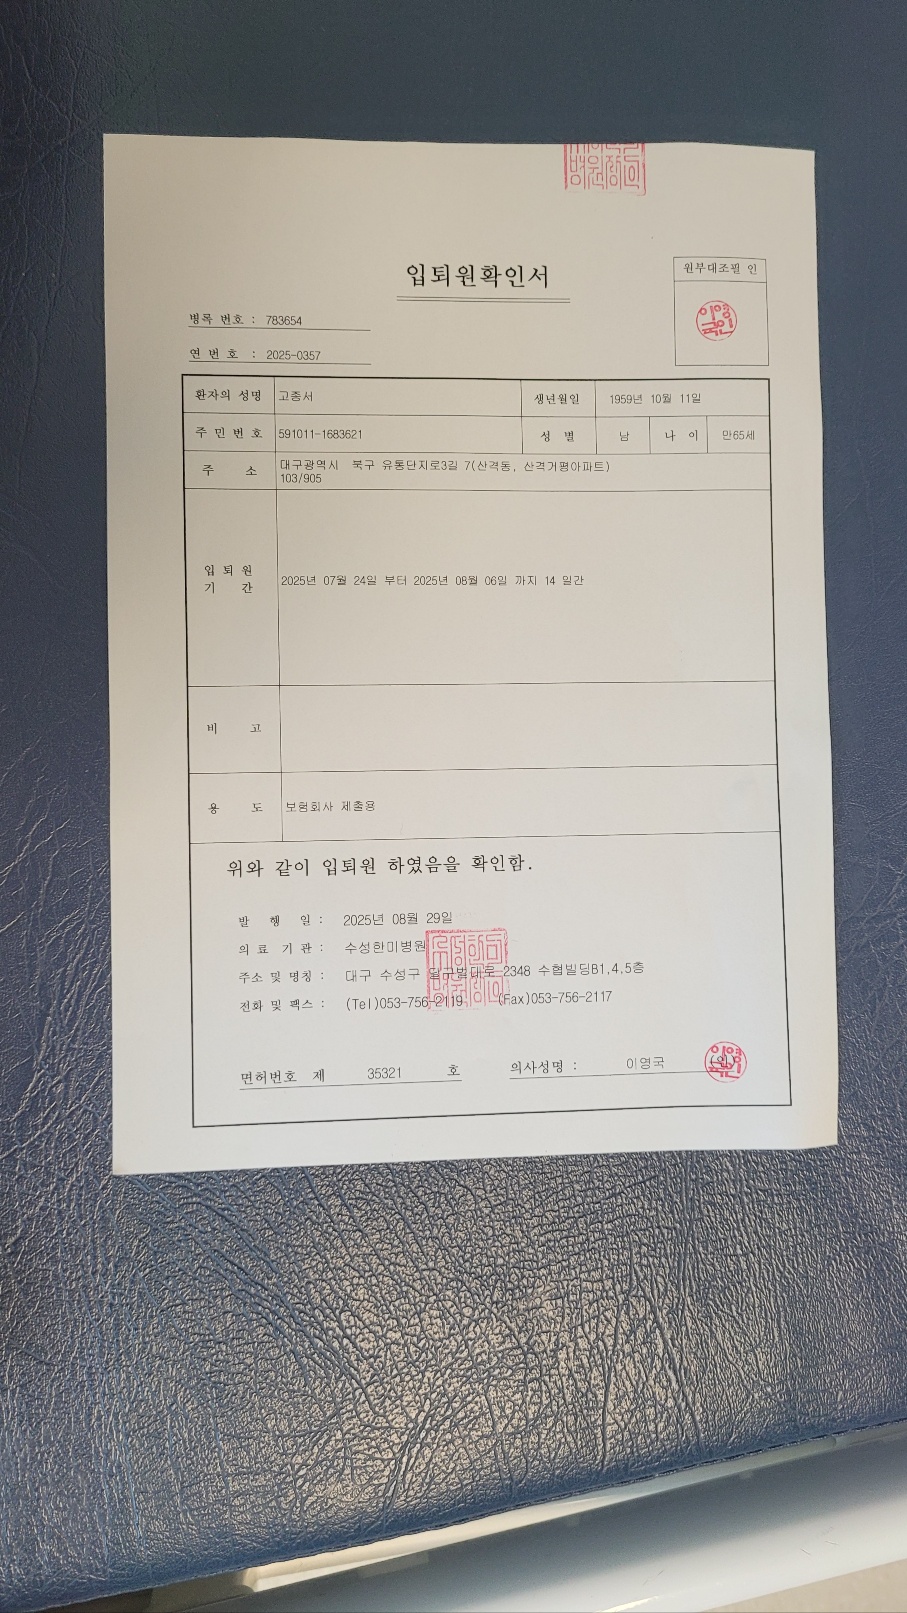 입퇴원확인서
원부대조필 인
병록 번호 : 783654
연 번 호 : 2025-0357
환자의 성명 고종서 생년월일 1959년 10월 11일
주 민 번 호 591011-1683621 성 별 남 나 이 만65세
주 소 대구광역시 북구 유통단지로3길 7(산격동, 산격거평아파트)
103/905
입 퇴 원
기 간
2025년 07월 24일 부터 2025년 08월 06일 까지 14 일간
비 고
용 도 보험회사 제출용
위와 같이 입퇴원 하였음을 확인함.
발 행 일 : 2025년 08월 29일
의 료 기 관 : 수성한미병원
주소 및 명칭 : 대구 수성구 달구벌대로 2348 수협빌딩B1,4,5층
전화 및 팩스 : (Tel)053-756-2119 (Fax)053-756-2117
면허번호 제 35321 호 의사성명 : 이영국 (인)